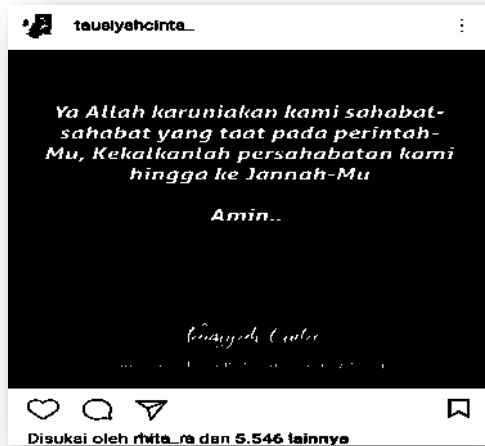 tausiyahcinta_
Ya Allah karuniakan kami sahabat-
sahabat yang taat pada perintah-
Mu, Kekalkanlah persahabatan kami
hingga ke Jannah-Mu
Amin..
Disukai oleh dan 5.546 lainnya